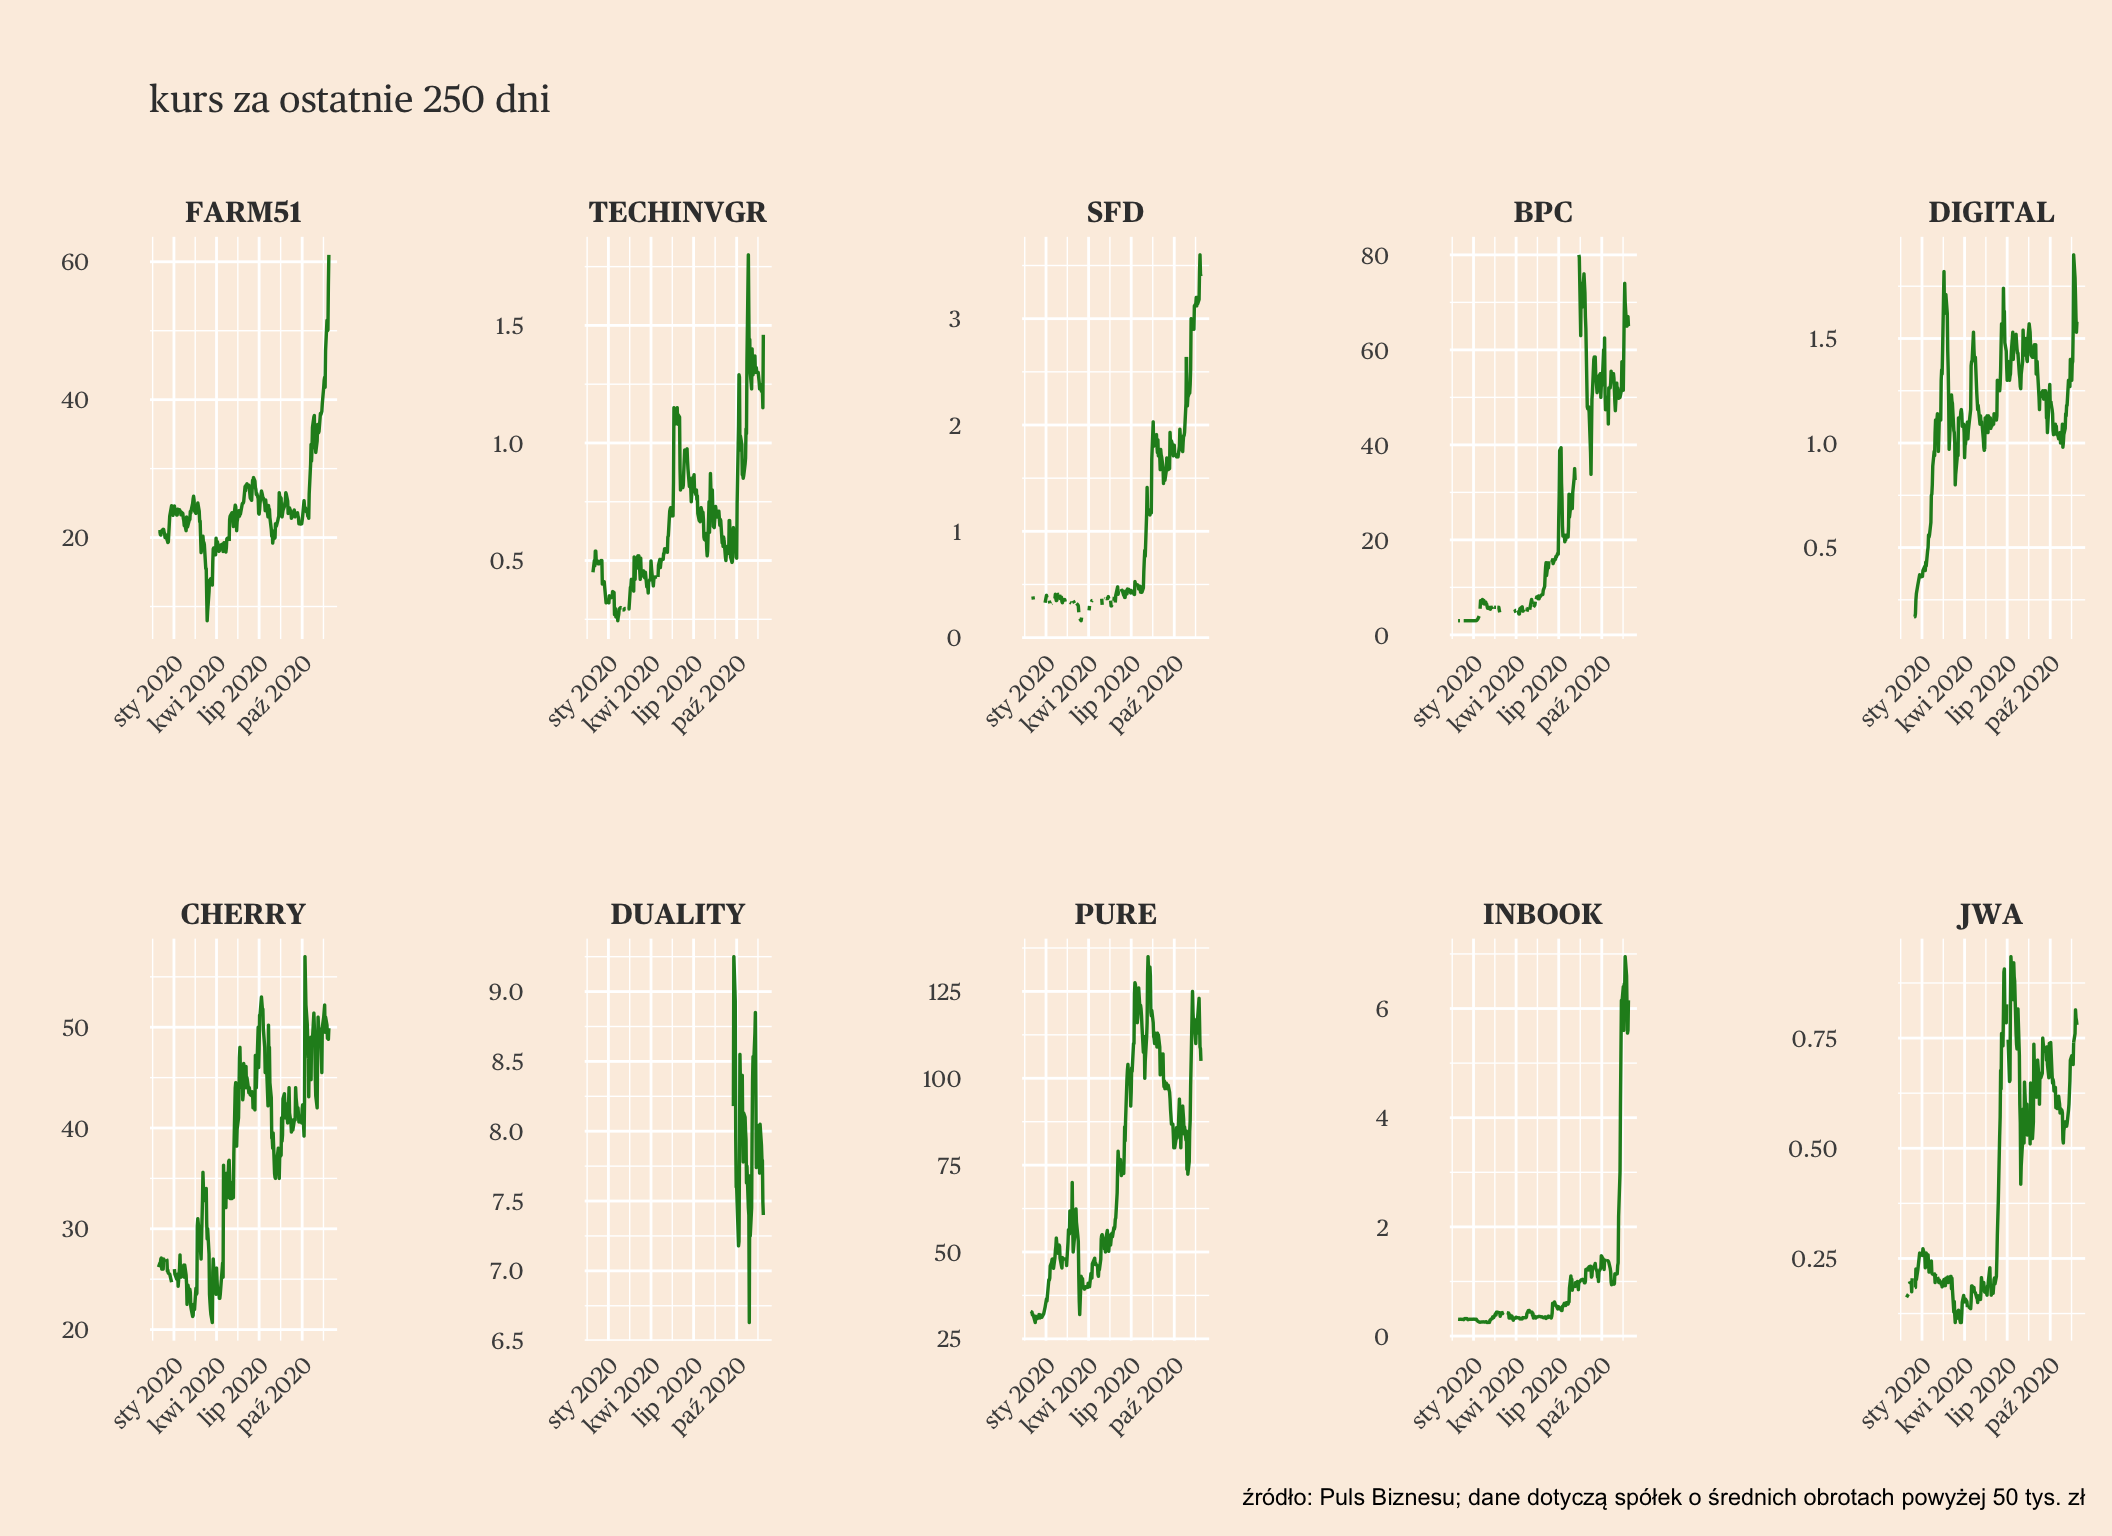 kurs za ostatnie 250 dni
FARM51 TECHINVGR SFD BPC DIGITAL
60
40
20
sty 2020 kwi 2020 lip 2020 paź 2020
1.5
1.0
0.5
sty 2020 kwi 2020 lip 2020 paź 2020
3
2
1
0
sty 2020 kwi 2020 lip 2020 paź 2020
80
60
40
20
0
sty 2020 kwi 2020 lip 2020 paź 2020
1.5
1.0
0.5
sty 2020 kwi 2020 lip 2020 paź 2020
CHERRY DUALITY PURE INBOOK JWA
50
40
30
20
sty 2020 kwi 2020 lip 2020 paź 2020
9.0
8.5
8.0
7.5
7.0
6.5
sty 2020 kwi 2020 lip 2020 paź 2020
125
100
75
50
25
sty 2020 kwi 2020 lip 2020 paź 2020
6
4
2
0
sty 2020 kwi 2020 lip 2020 paź 2020
0.75
0.50
0.25
sty 2020 kwi 2020 lip 2020 paź 2020
źródło: Puls Biznesu; dane dotyczą spółek o średnich obrotach powyżej 50 tys. zł